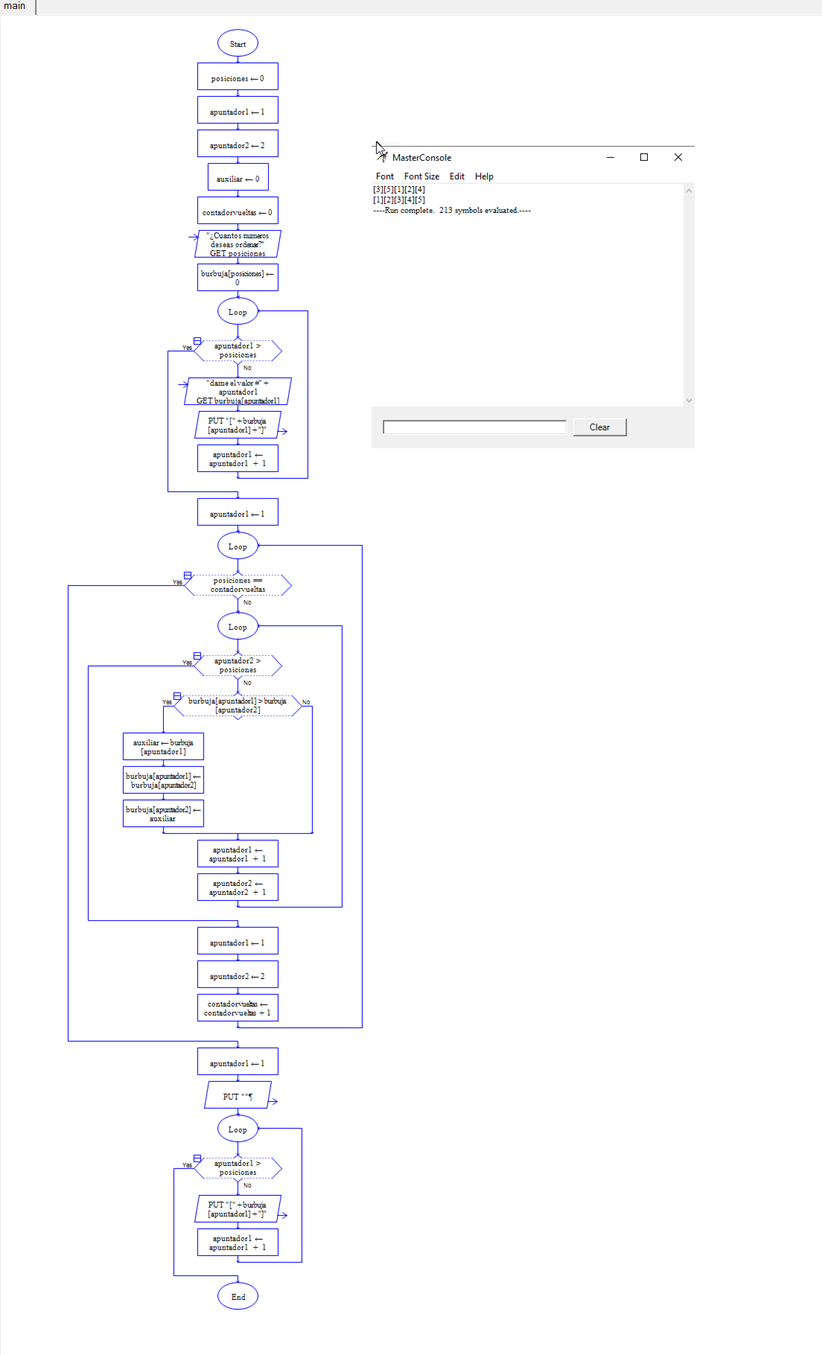 main
Start
posiciones ← 0
apuntador1 ← 1
apuntador2 ← 2
auxiliar ← 0
contadorvueltas ← 0
"¿Cuantos numeros
deseas ordenar?"
GET posiciones
burbuja[posiciones] ←
0
Loop
apuntador1 >
posiciones
Yes
No
"dame el valor #" +
apuntador1
GET burbuja[apuntador1]
PUT "[" + burbuja
[apuntador1] + "]"
apuntador1 ←
apuntador1 + 1
MasterConsole
Font Font Size Edit Help
[3][5][1][2][4]
[1][2][3][4][5]
----Run complete. 213 symbols evaluated.----
Clear
apuntador1 ← 1
Loop
posiciones ==
contadorvueltas
Yes
No
Loop
apuntador2 >
posiciones
Yes
No
burbuja[apuntador1] > burbuja
[apuntador2]
Yes
No
auxiliar ← burbuja
[apuntador1]
burbuja[apuntador1] ←
burbuja[apuntador2]
burbuja[apuntador2] ←
auxiliar
apuntador1 ←
apuntador1 + 1
apuntador2 ←
apuntador2 + 1
apuntador1 ← 1
apuntador2 ← 2
contadorvueltas ←
contadorvueltas + 1
apuntador1 ← 1
PUT ""¶
Loop
apuntador1 >
posiciones
Yes
No
PUT "[" + burbuja
[apuntador1] + "]"
apuntador1 ←
apuntador1 + 1
End